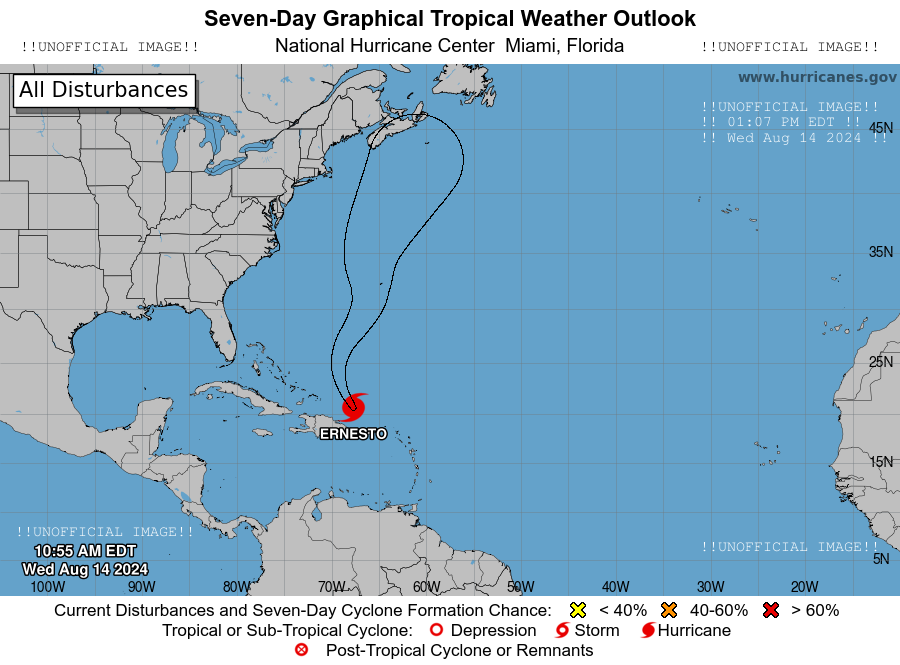 Seven-Day Graphical Tropical Weather Outlook
!!UNOFFICIAL IMAGE!! National Hurricane Center  Miami, Florida !!UNOFFICIAL IMAGE!!
All Disturbances
www.hurricanes.gov
!!UNOFFICIAL IMAGE!!
!! 01:07 PM EDT !!
!! Wed Aug 14 2024 !!
45N
35N
25N
ERNESTO
15N
!!UNOFFICIAL IMAGE!!
!!UNOFFICIAL IMAGE!!
10:55 AM EDT
Wed Aug 14 2024
5N
100W 90W 80W 70W 60W 50W 40W 30W 20W
Current Disturbances and Seven-Day Cyclone Formation Chance: < 40% 40-60% > 60%
Tropical or Sub-Tropical Cyclone: Depression Storm Hurricane
Post-Tropical Cyclone or Remnants